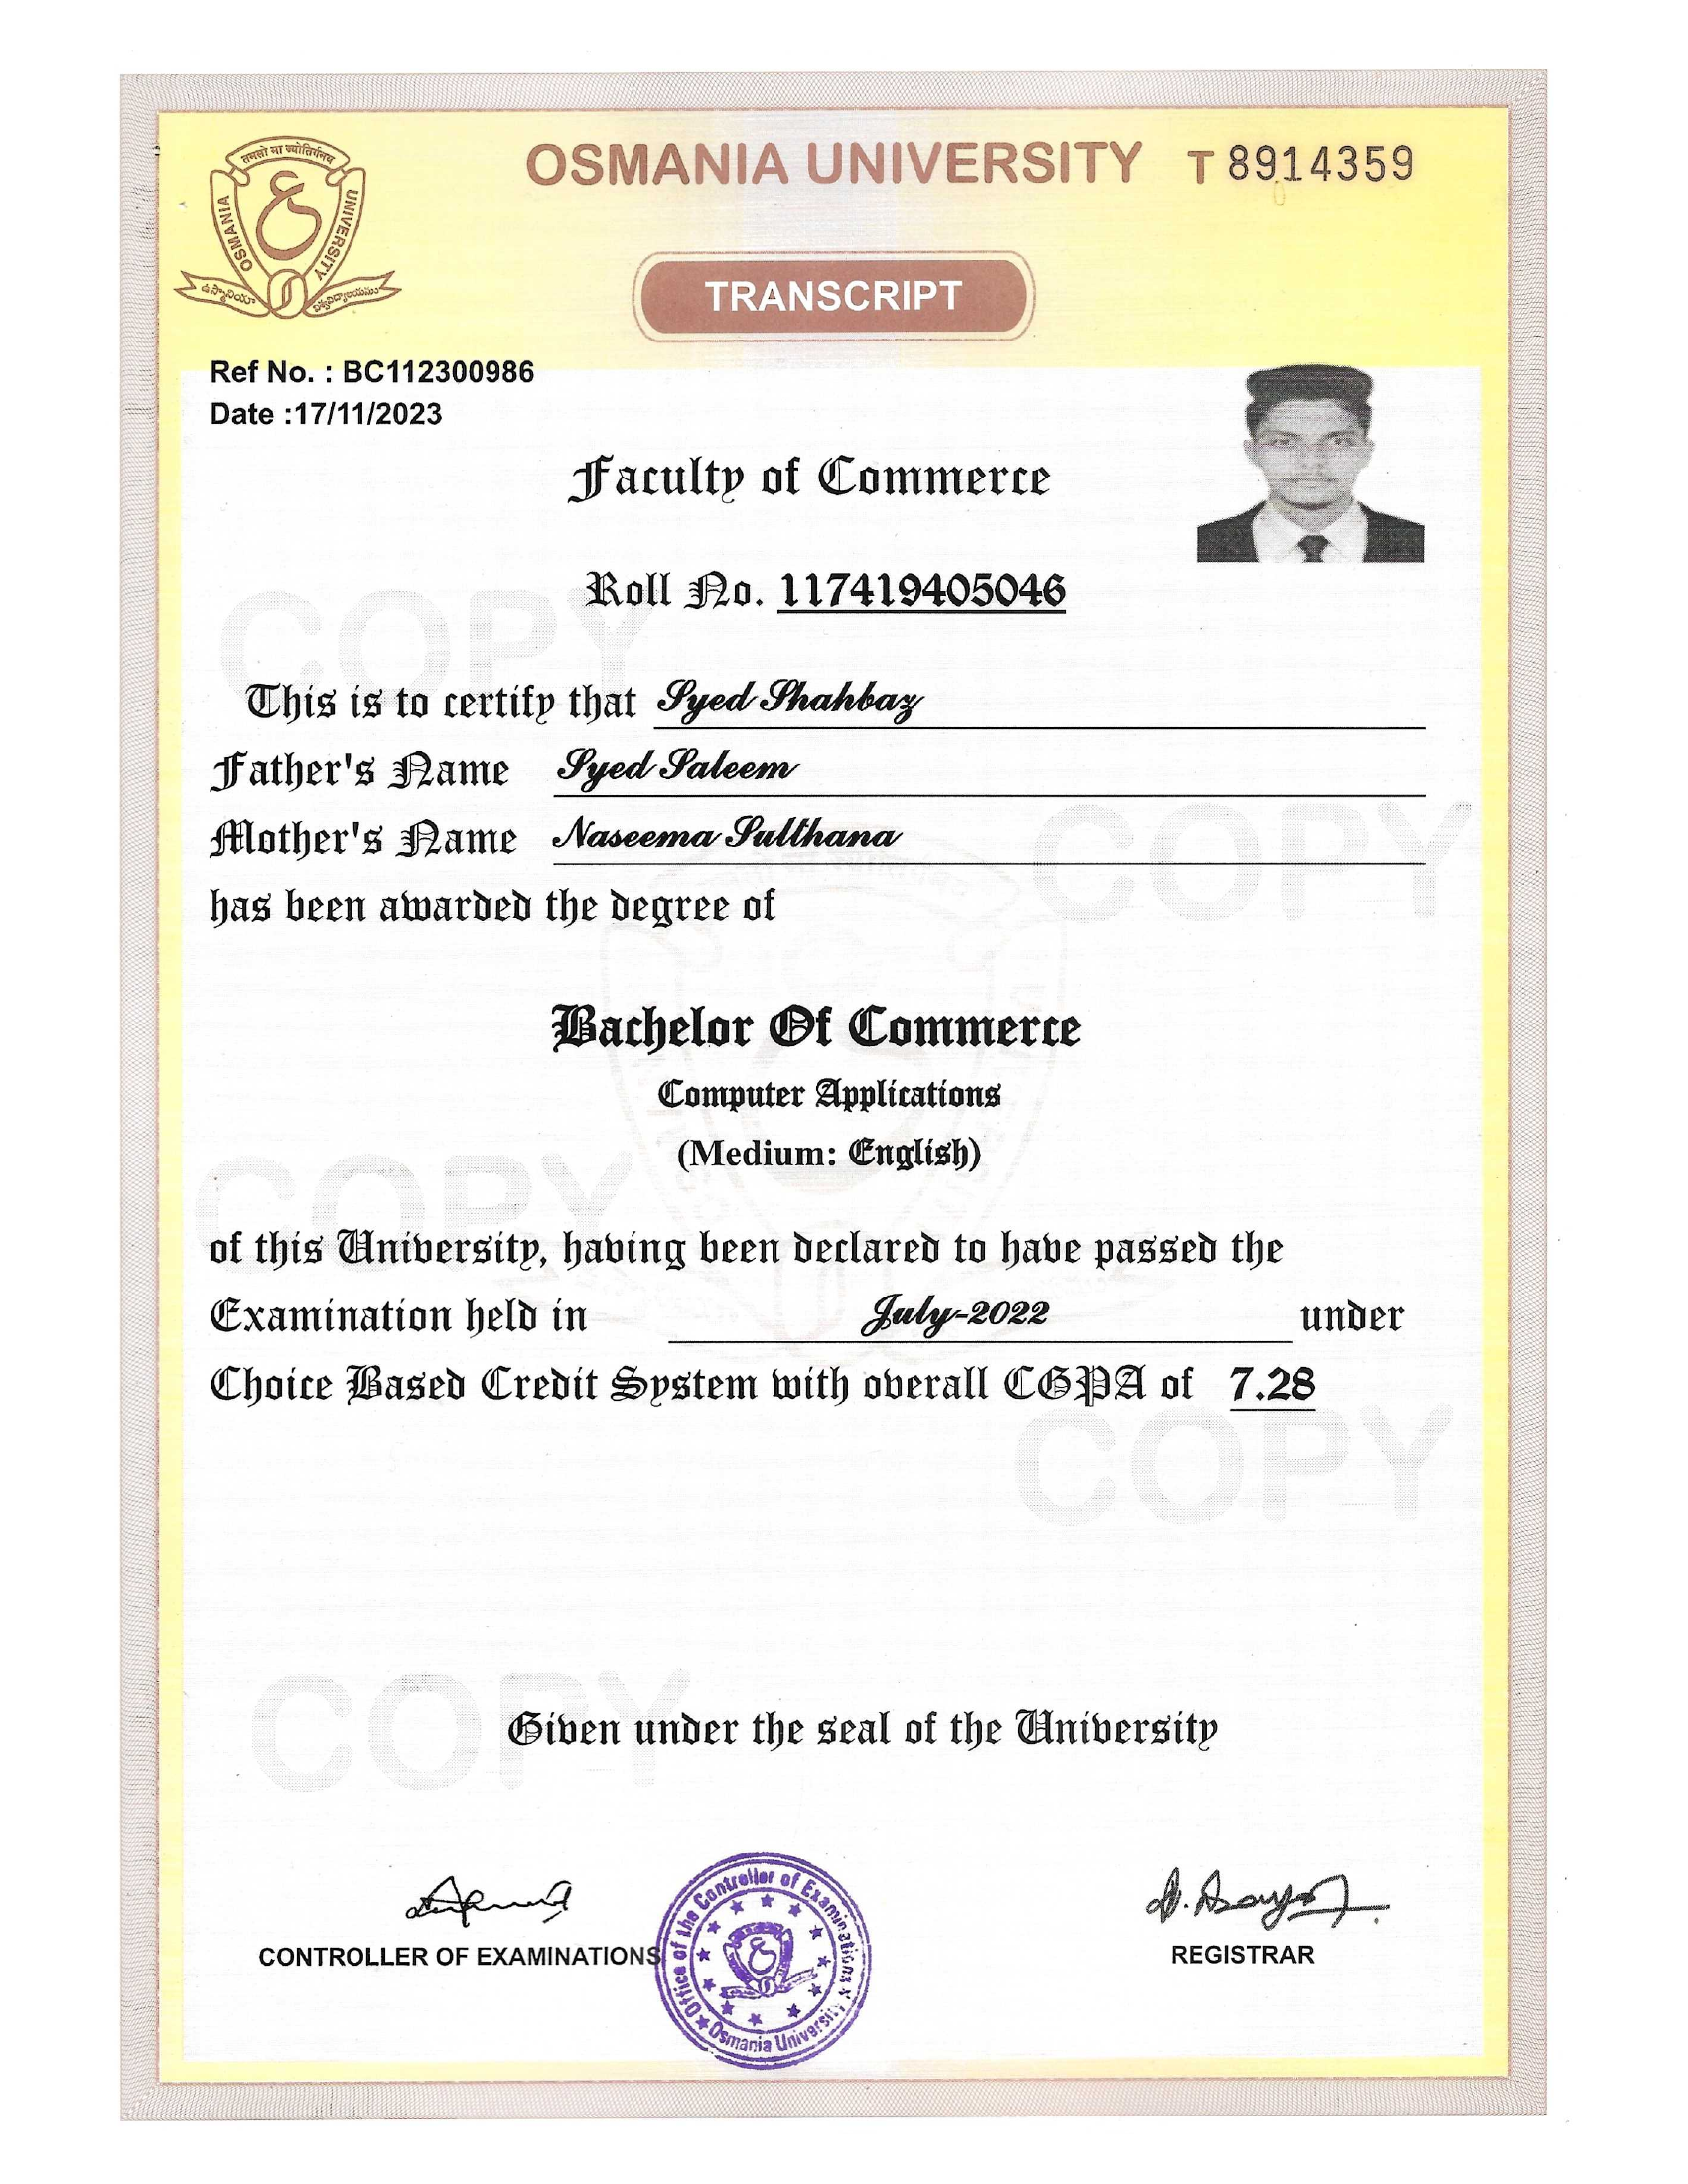 तमसो मा ज्योतिर्गमय
OSMANIA UNIVERSITY
ఉస్మానియా విశ్వవిద్యాలయము
OSMANIA UNIVERSITY T 8914359
TRANSCRIPT
Ref No. : BC112300986
Date :17/11/2023
Faculty of Commerce
Roll No. 117419405046
COPY
This is to certify that Syed Shahbaz
Father's Name Syed Saleem
Mother's Name Naseema Sulthana
COPY
has been awarded the degree of
Bachelor Of Commerce
Computer Applications
(Medium: English)
COPY
of this University, having been declared to have passed the
Examination held in July-2022 under
Choice Based Credit System with overall CGPA of 7.28
COPY
COPY
Given under the seal of the University
CONTROLLER OF EXAMINATIONS
Office of the Controller of Examinations
Osmania University
REGISTRAR